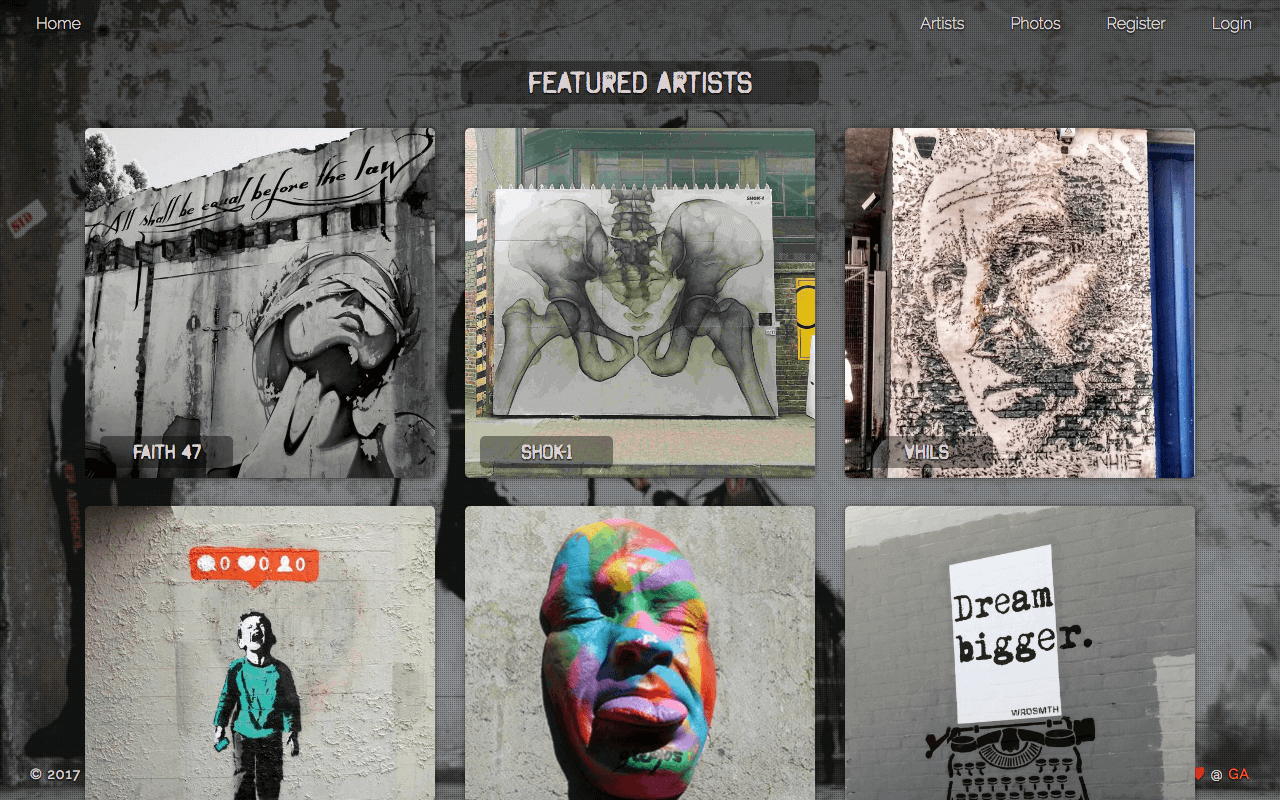 Home
Artists
Photos
Register
Login
FEATURED ARTISTS
All shall be equal before the law
SHOK-1
FAITH 47
SHOK-1
VHILS
VHILS
0 0 0
Dream
bigger.
WRDSMTH
© 2017
@ GA